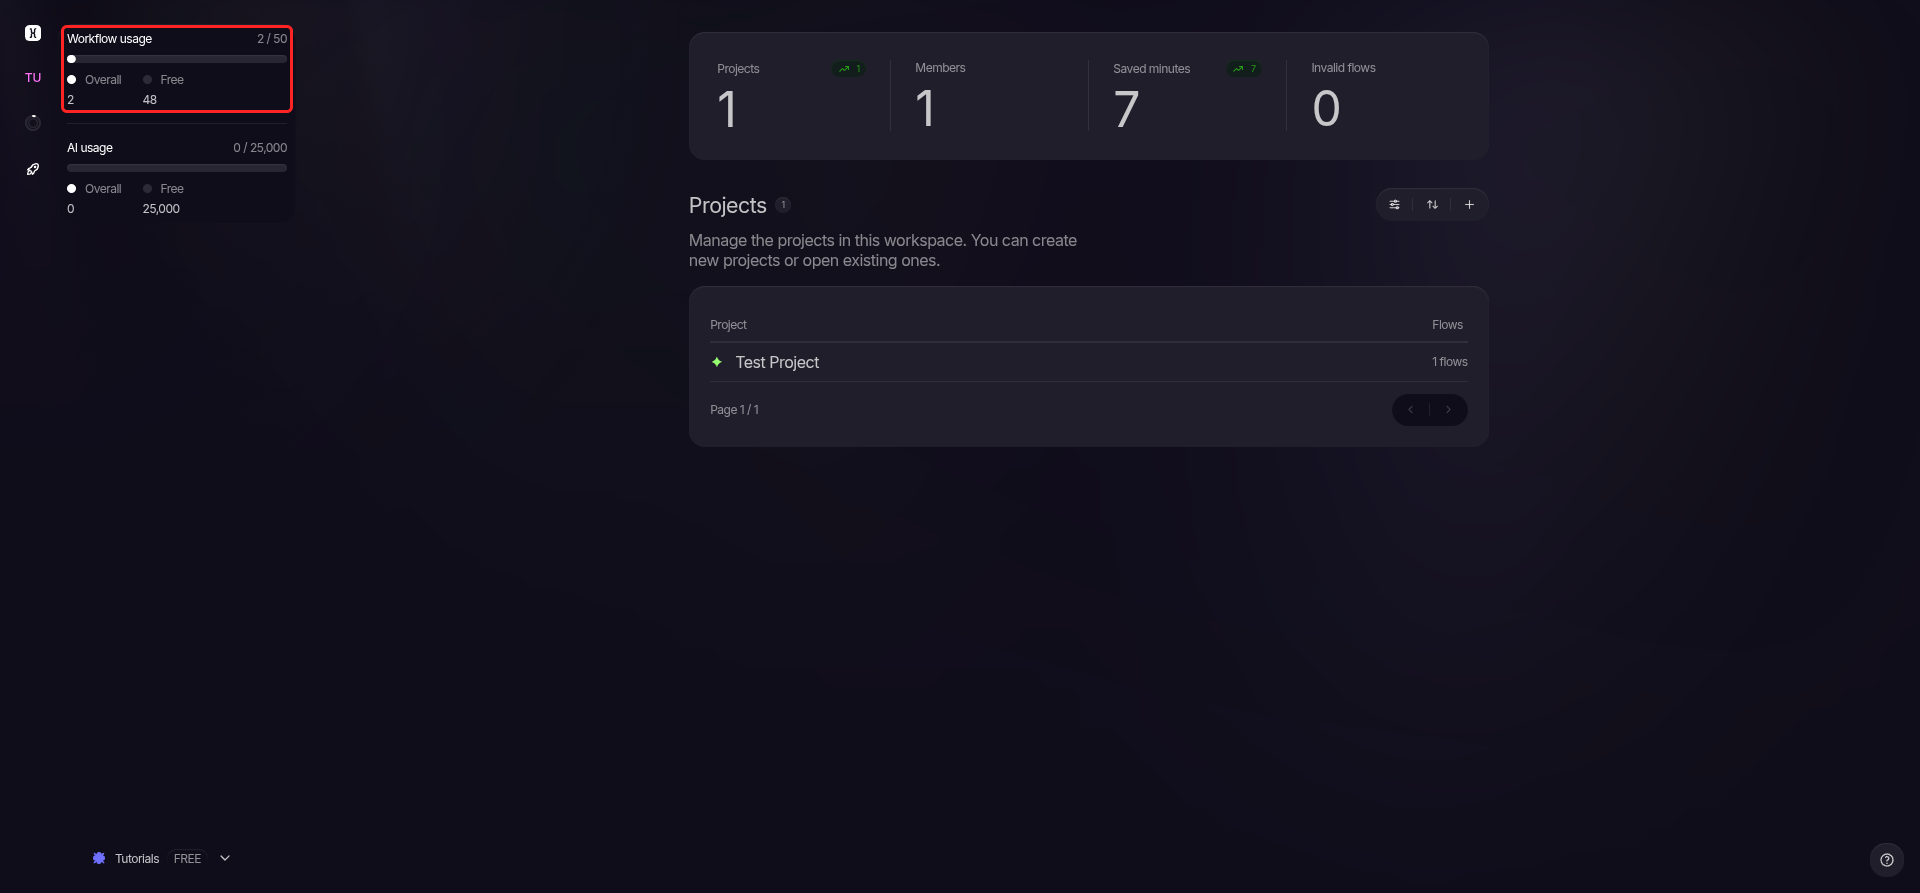 TU
Workflow usage 2 / 50
Overall Free
2 48
AI usage 0 / 25,000
Overall Free
0 25,000
Projects 1 Members Saved minutes 7 Invalid flows
1 1 7 0
Projects 1
Manage the projects in this workspace. You can create
new projects or open existing ones.
Project Flows
Test Project 1 flows
Page 1 / 1
Tutorials FREE